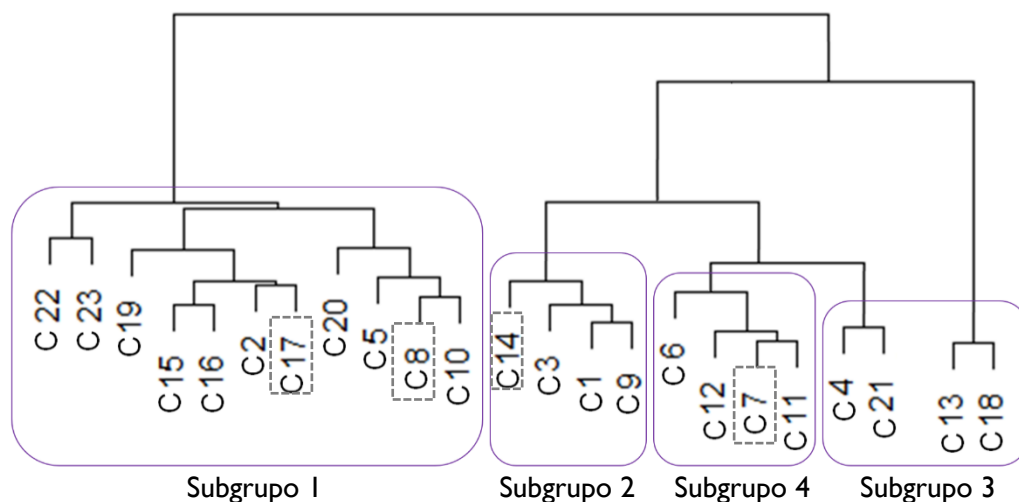 C 22
C 23
C19
C15
C16
C2
C17
C20
C5
C8
C10
C14
C3
C1
C9
C6
C12
C7
C11
C4
C21
C13
C18
Subgrupo 1
Subgrupo 2
Subgrupo 4
Subgrupo 3